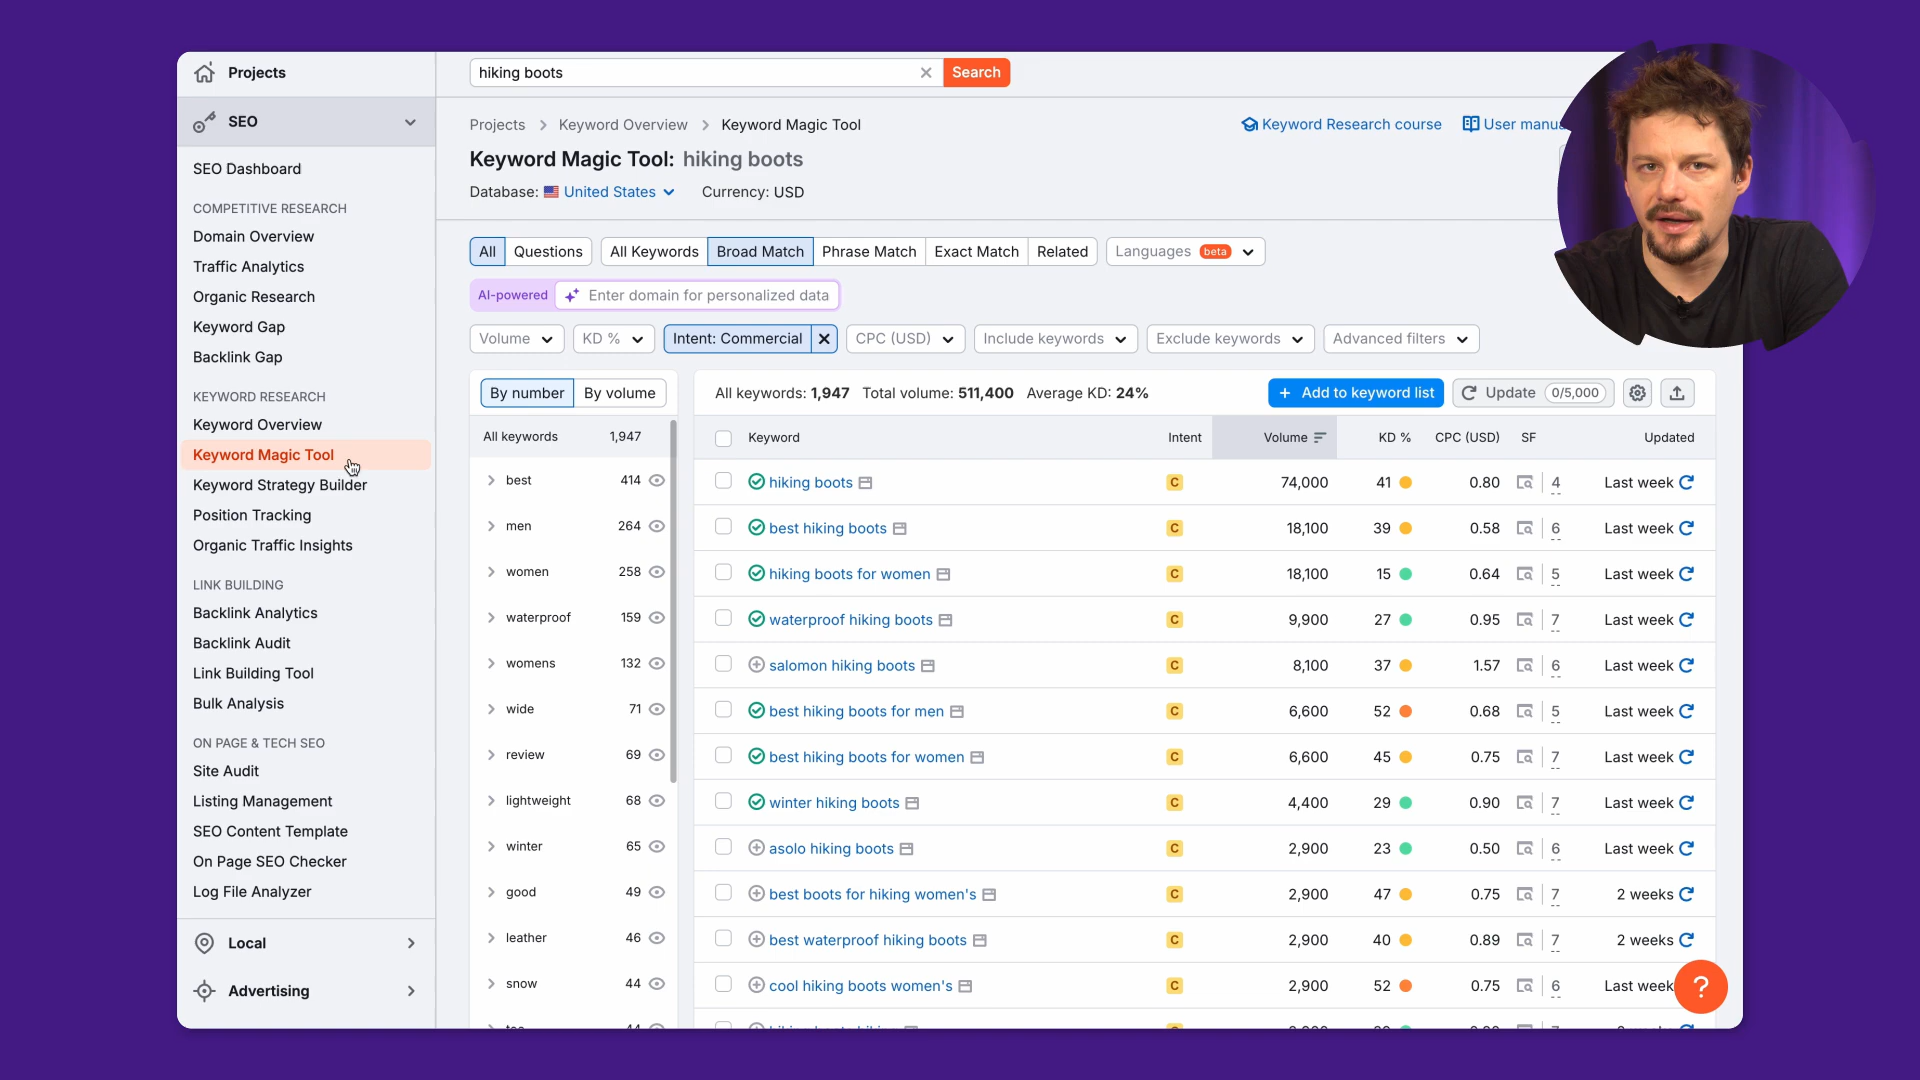 Projects
SEO
SEO Dashboard
COMPETITIVE RESEARCH
Domain Overview
Traffic Analytics
Organic Research
Keyword Gap
Backlink Gap
KEYWORD RESEARCH
Keyword Overview
Keyword Magic Tool
Keyword Strategy Builder
Position Tracking
Organic Traffic Insights
LINK BUILDING
Backlink Analytics
Backlink Audit
Link Building Tool
Bulk Analysis
ON PAGE & TECH SEO
Site Audit
Listing Management
SEO Content Template
On Page SEO Checker
Log File Analyzer
Local
Advertising
hiking boots Search
Projects > Keyword Overview > Keyword Magic Tool
Keyword Research course User manua
Keyword Magic Tool: hiking boots
Database: United States Currency: USD
All Questions All Keywords Broad Match Phrase Match Exact Match Related Languages beta
AI-powered Enter domain for personalized data
Volume KD % Intent: Commercial CPC (USD) Include keywords Exclude keywords Advanced filters
By number By volume
All keywords 1,947
best 414
men 264
women 258
waterproof 159
womens 132
wide 71
review 69
lightweight 68
winter 65
good 49
leather 46
snow 44
All keywords: 1,947 Total volume: 511,400 Average KD: 24%
+ Add to keyword list Update 0/5,000
Keyword Intent Volume KD % CPC (USD) SF Updated
hiking boots C 74,000 41 0.80 4 Last week
best hiking boots C 18,100 39 0.58 6 Last week
hiking boots for women C 18,100 15 0.64 5 Last week
waterproof hiking boots C 9,900 27 0.95 7 Last week
salomon hiking boots C 8,100 37 1.57 6 Last week
best hiking boots for men C 6,600 52 0.68 5 Last week
best hiking boots for women C 6,600 45 0.75 7 Last week
winter hiking boots C 4,400 29 0.90 7 Last week
asolo hiking boots C 2,900 23 0.50 6 Last week
best boots for hiking women's C 2,900 47 0.75 7 2 weeks
best waterproof hiking boots C 2,900 40 0.89 7 2 weeks
cool hiking boots women's C 2,900 52 0.75 6 Last week
?